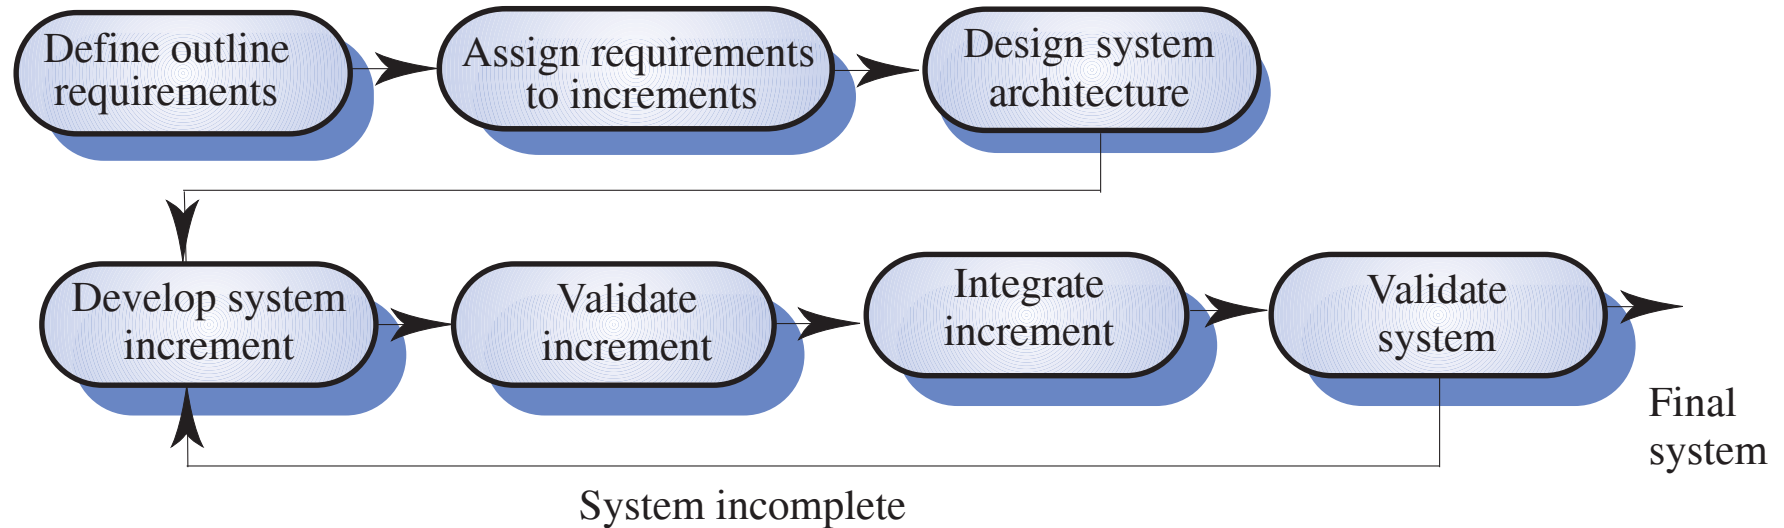 Define outline
requirements
Assign requirements
to increments
Design system
architecture
Develop system
increment
Validate
increment
Integrate
increment
Validate
system
Final
system
System incomplete